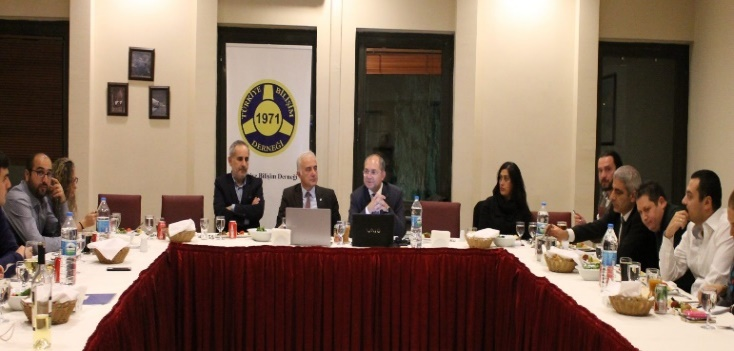 TÜRKİYE BİLİŞİM
1971
DERNEĞİ
e Bilişim Derneği